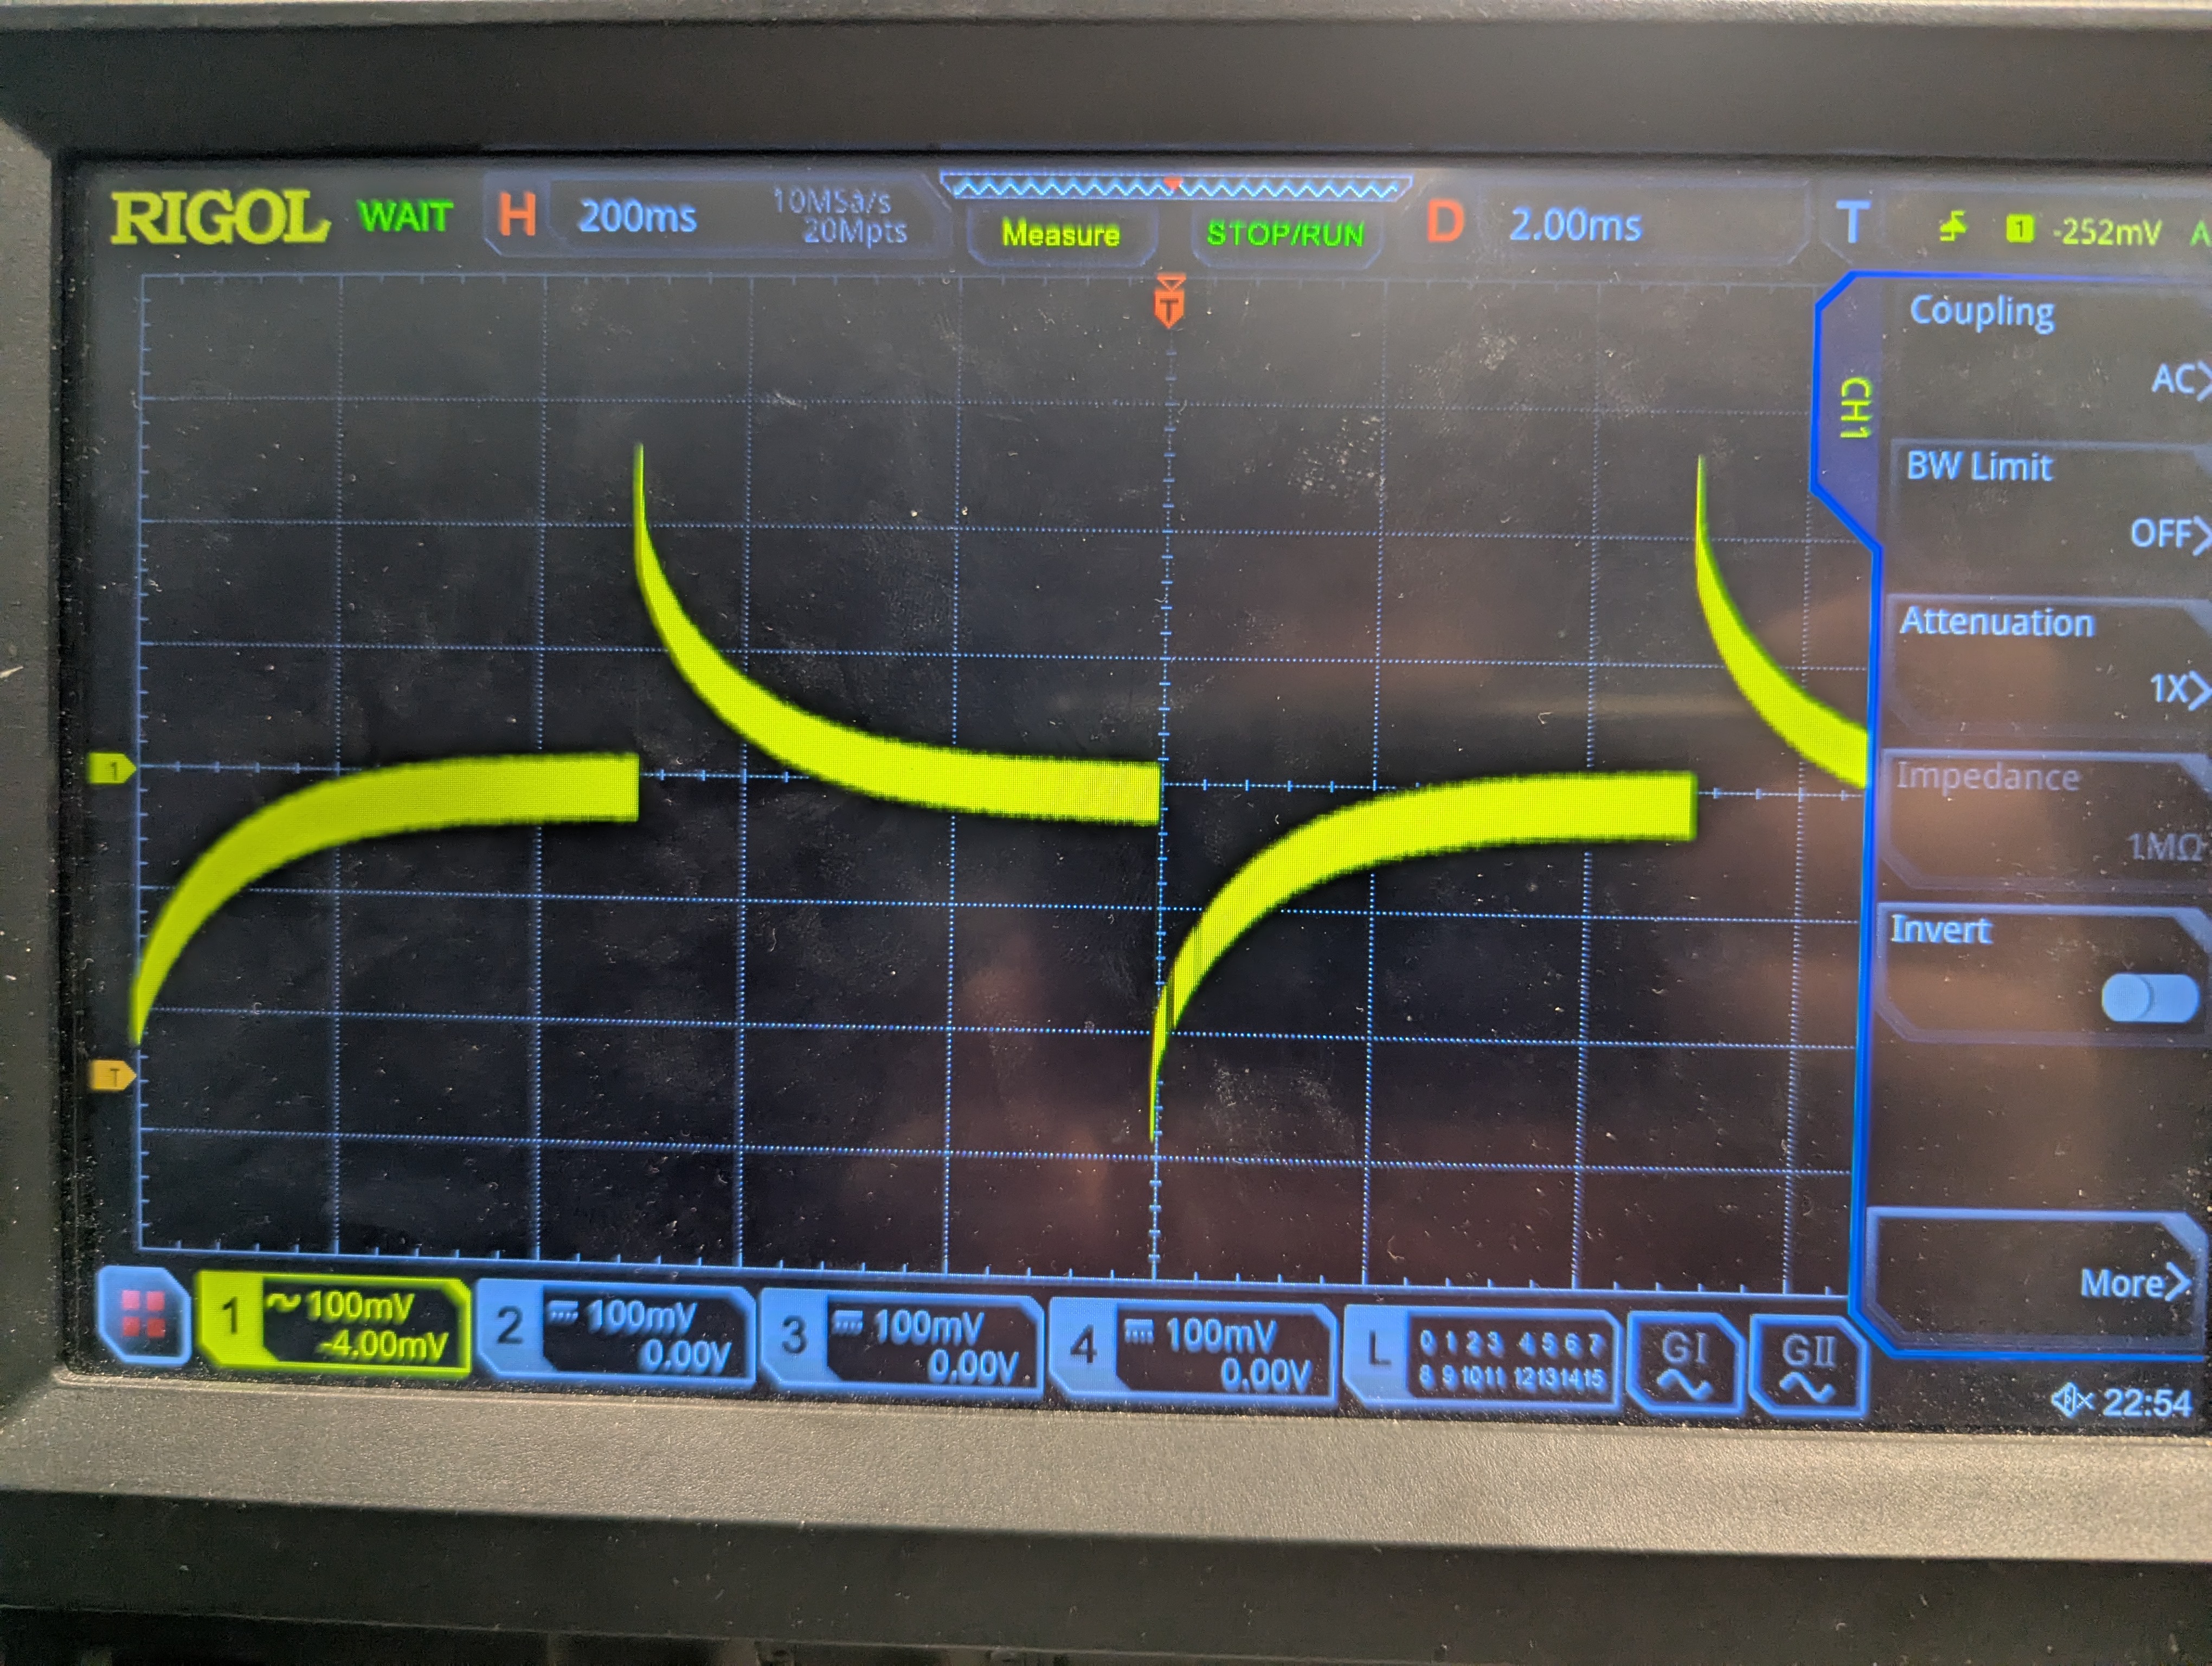 RIGOL WAIT H 200ms 10MSa/s 20Mpts Measure STOP/RUN D 2.00ms T 1 -252mV A
T
Coupling
AC>
CH1
BW Limit
OFF>
Attenuation
1X>
1
Impedance
1MΩ
Invert
T
More>
1 100mV -4.00mV
2 100mV 0.00V
3 100mV 0.00V
4 100mV 0.00V
L 0 1 2 3 4 5 6 7
8 9 10 11 12 13 14 15
GI
GII
22:54